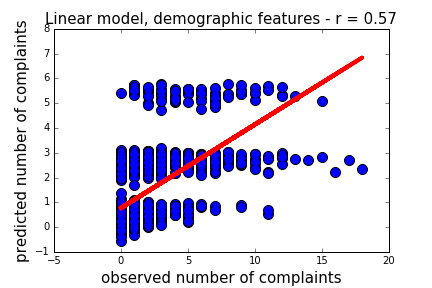 Linear model, demographic features - r = 0.57
predicted number of complaints
8
7
6
5
4
3
2
1
0
−1
−5 0 5 10 15 20
observed number of complaints